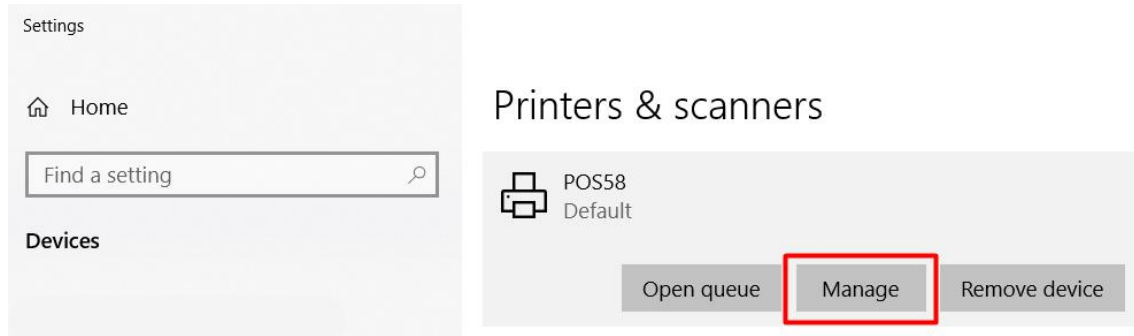 Settings
Home
Find a setting
Devices
Printers & scanners
POS58
Default
Open queue Manage Remove device